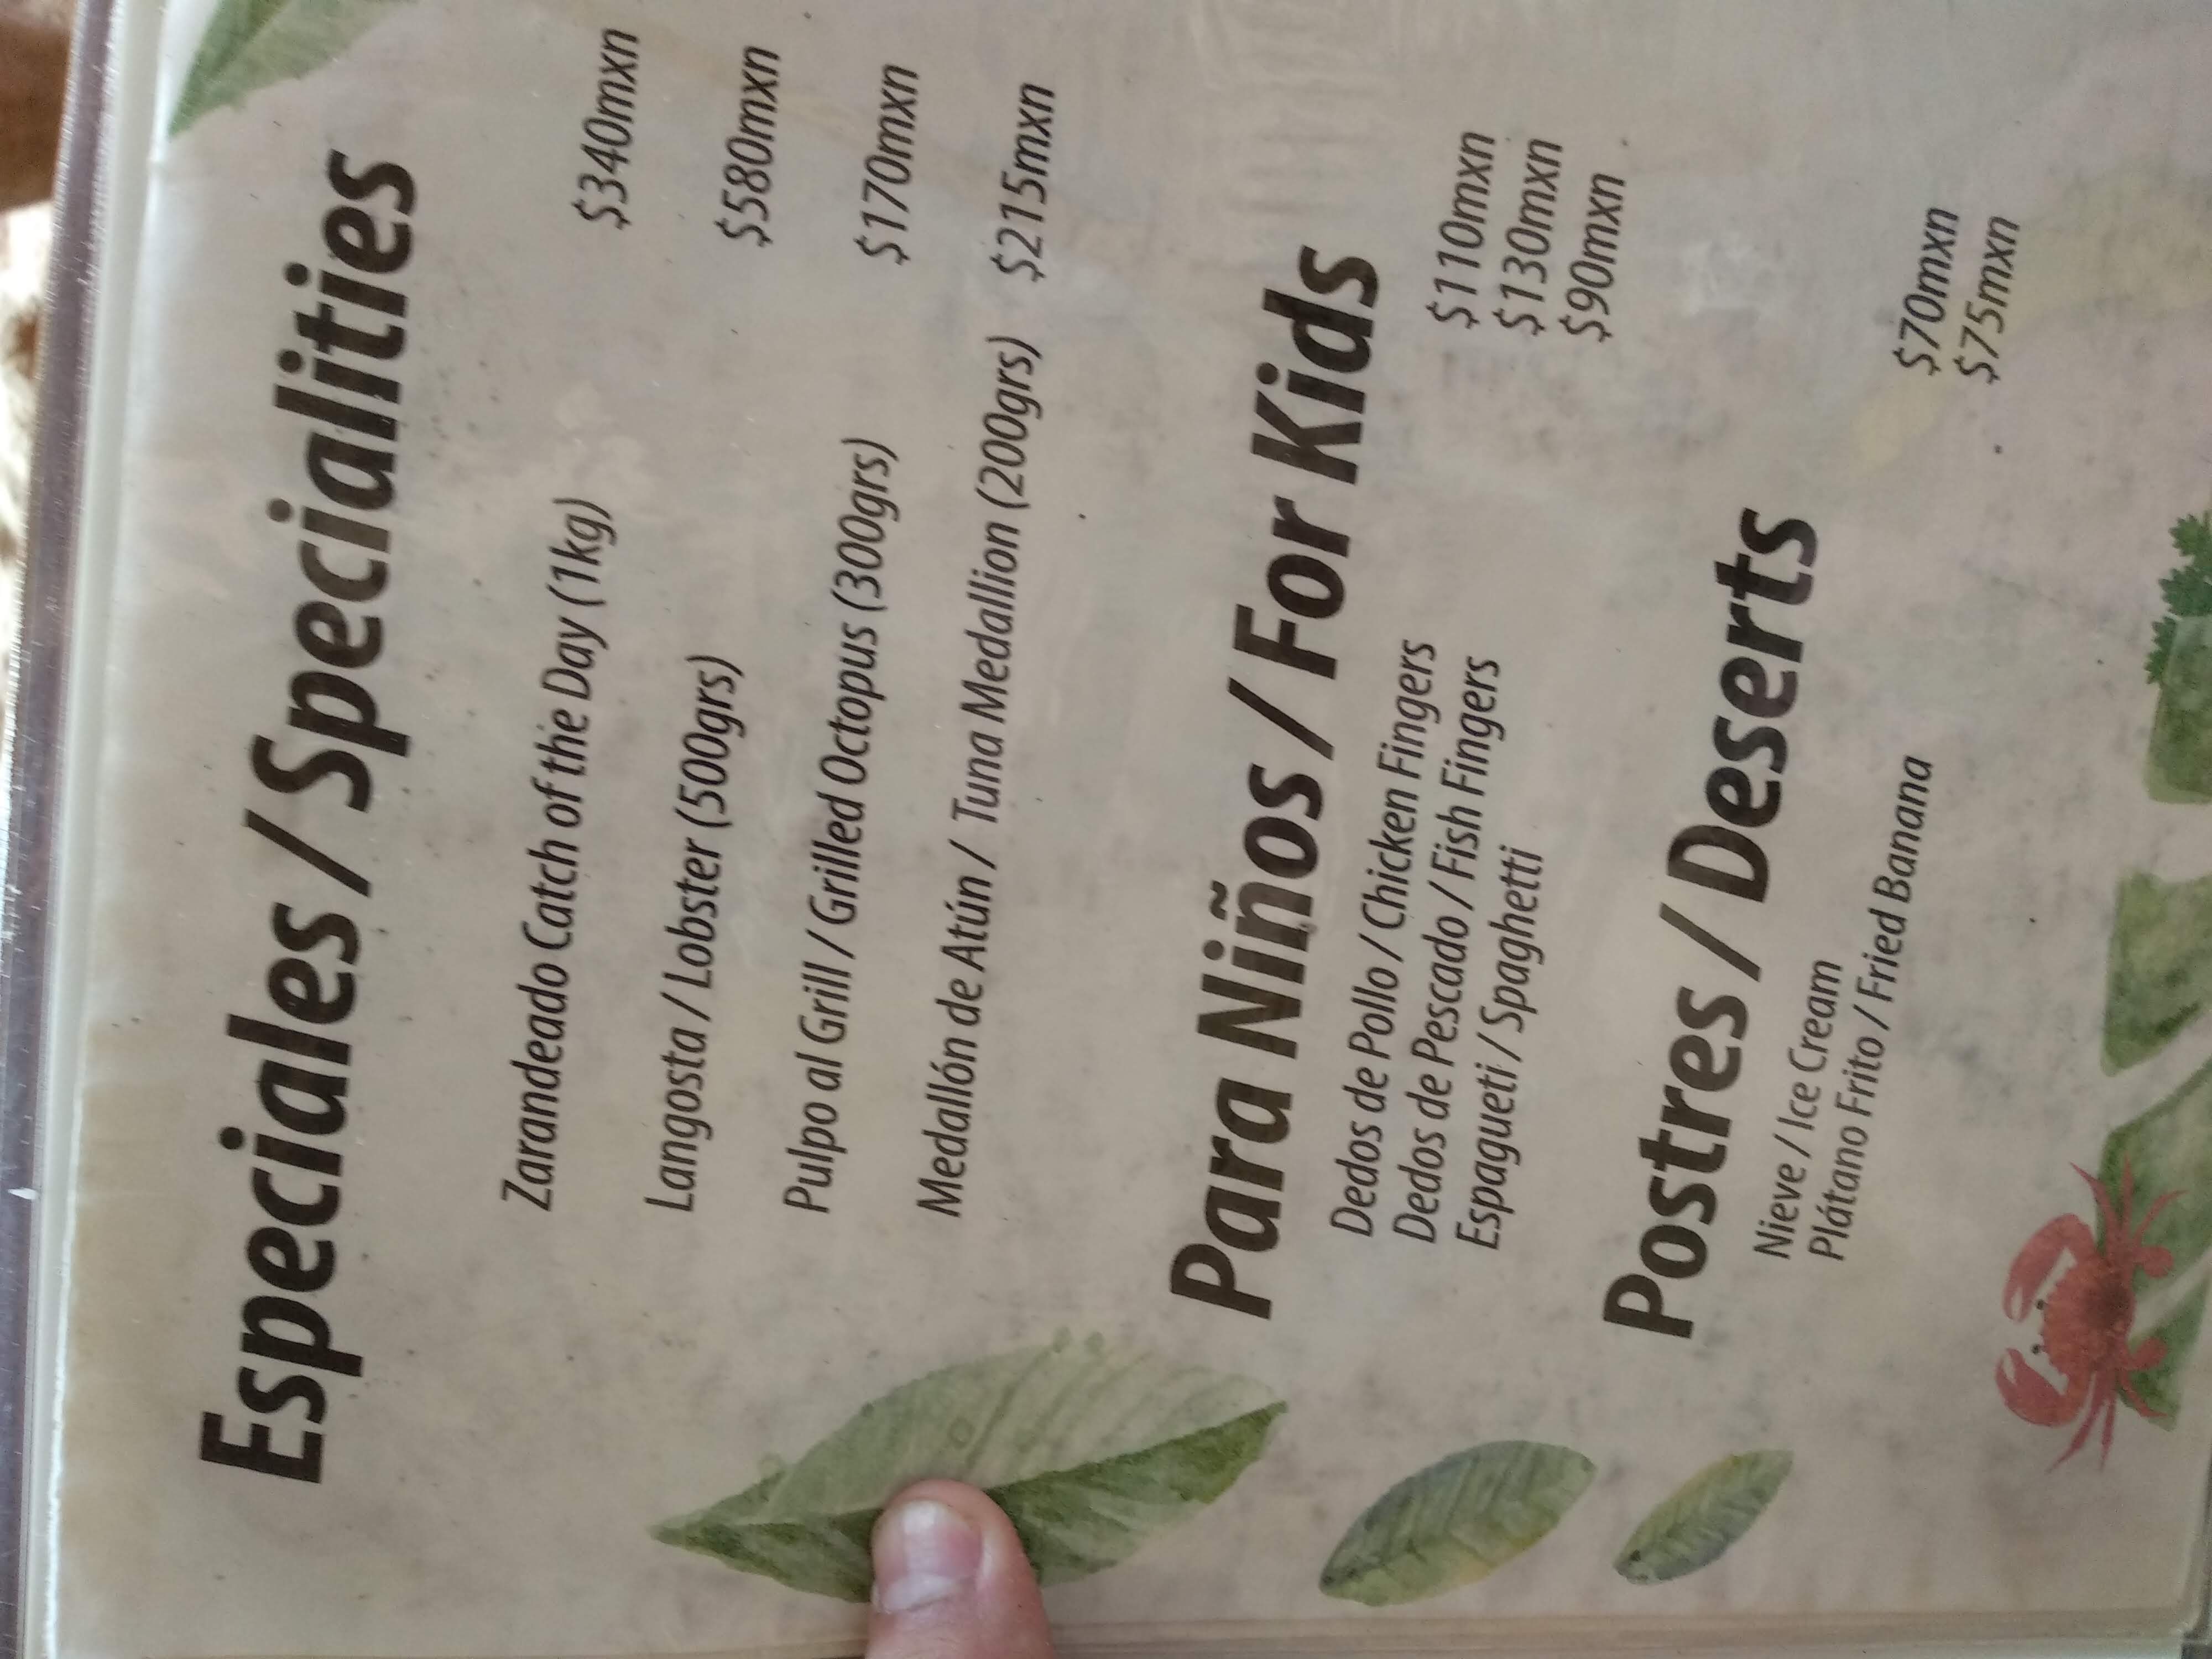 Especiales / Specialities
Zarandeado Catch of the Day (1kg) $340mxn
Langosta / Lobster (500grs) $580mxn
Pulpo al Grill / Grilled Octopus (300grs) $170mxn
Medallón de Atún / Tuna Medallion (200grs) $215mxn
Para Niños / For Kids
Dedos de Pollo / Chicken Fingers $110mxn
Dedos de Pescado / Fish Fingers $130mxn
Espagueti / Spaghetti $90mxn
Postres / Deserts
Nieve / Ice Cream $70mxn
Plátano Frito / Fried Banana $75mxn